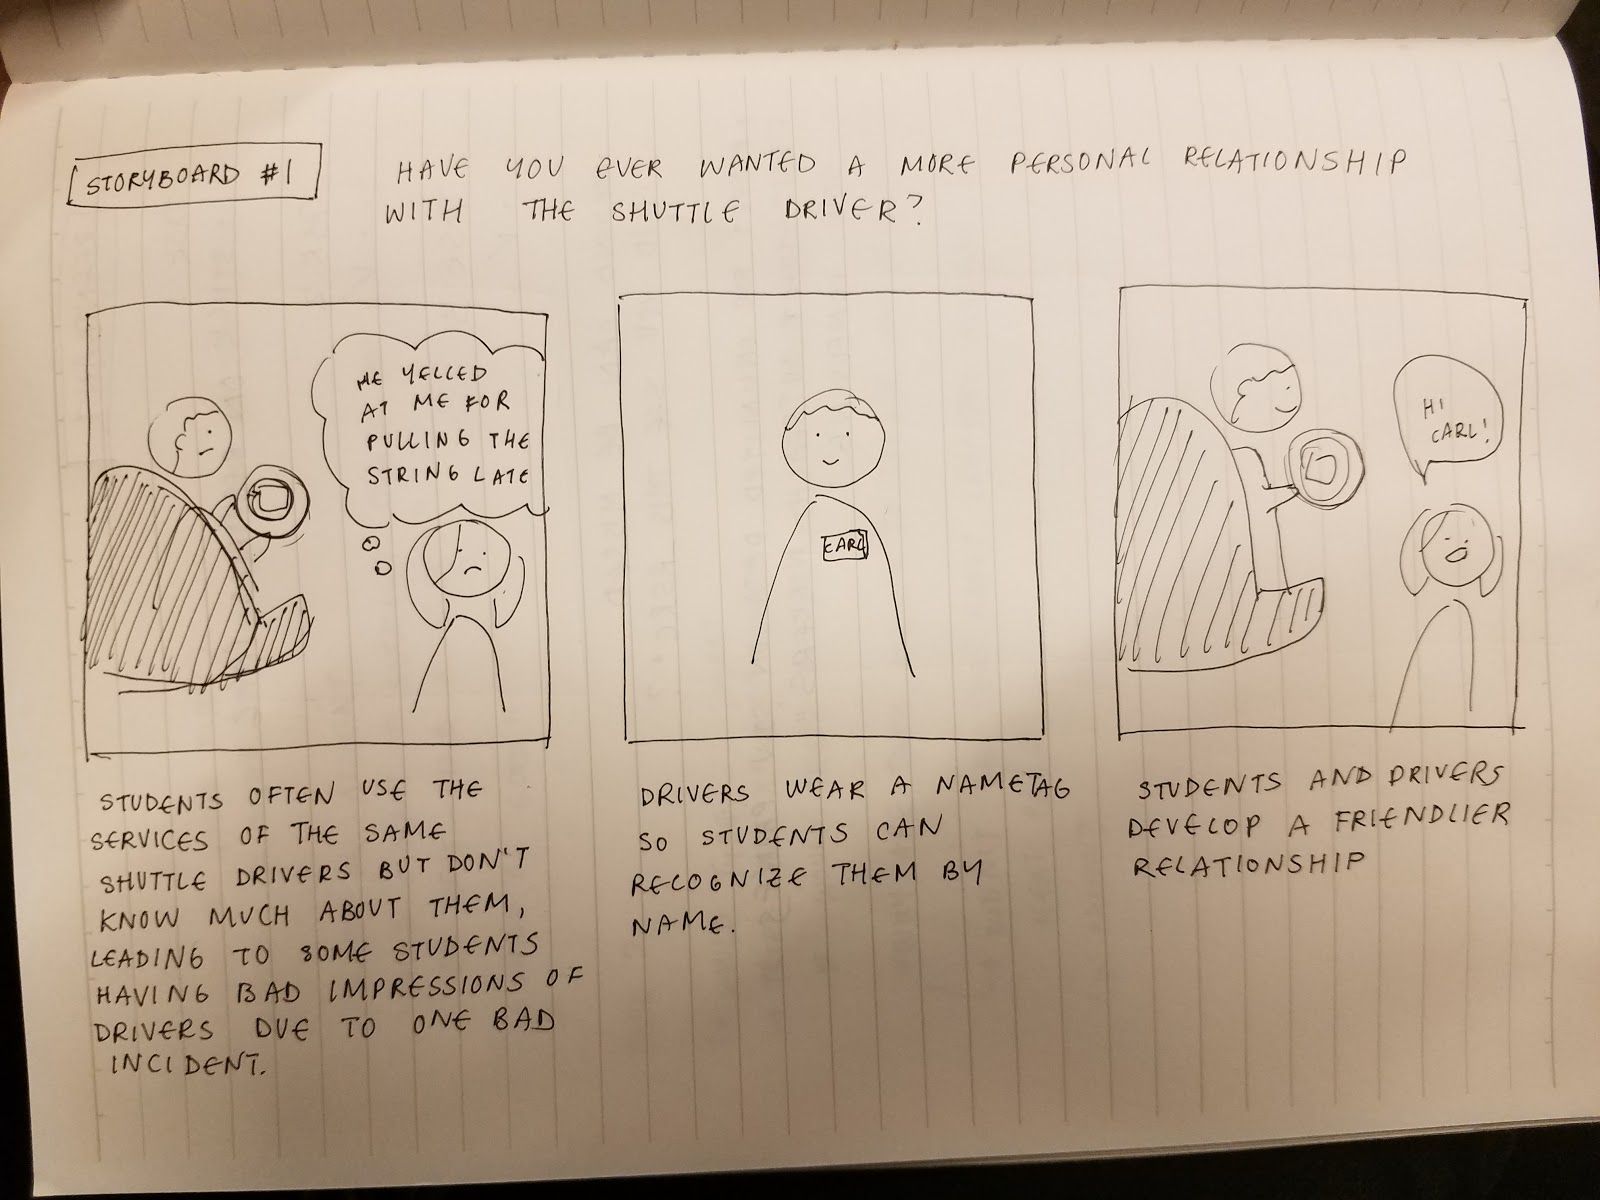 STORYBOARD #1
HAVE YOU EVER WANTED A MORE PERSONAL RELATIONSHIP
WITH THE SHUTTLE DRIVER?
HE YELLED
AT ME FOR
PULLING THE
STRING LATE
STUDENTS OFTEN USE THE
SERVICES OF THE SAME
SHUTTLE DRIVERS BUT DON'T
KNOW MUCH ABOUT THEM,
LEADING TO SOME STUDENTS
HAVING BAD IMPRESSIONS OF
DRIVERS DUE TO ONE BAD
INCIDENT.
CARL
DRIVERS WEAR A NAMETAG
SO STUDENTS CAN
RECOGNIZE THEM BY
NAME.
HI
CARL!
STUDENTS AND DRIVERS
DEVELOP A FRIENDLIER
RELATIONSHIP